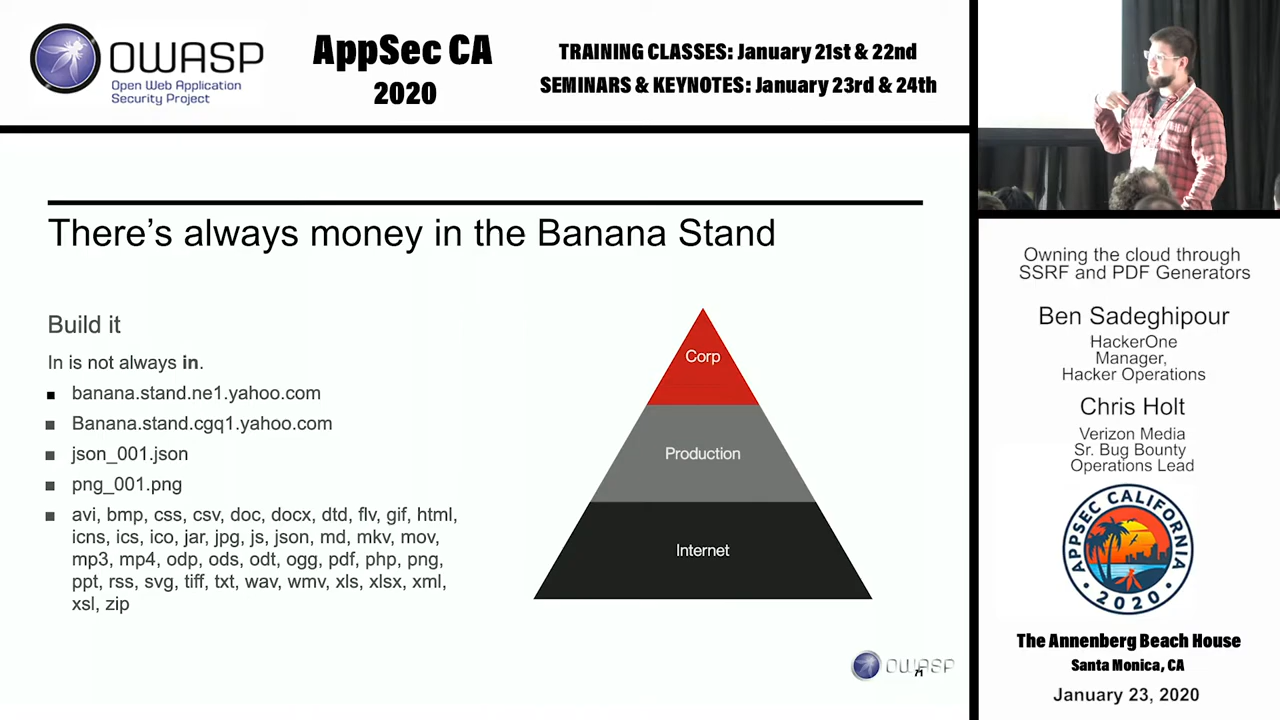 OWASP
Open Web Application
Security Project
AppSec CA
2020
TRAINING CLASSES: January 21st & 22nd
SEMINARS & KEYNOTES: January 23rd & 24th
There's always money in the Banana Stand
Build it
In is not always in.
banana.stand.ne1.yahoo.com
Banana.stand.cgq1.yahoo.com
json_001.json
png_001.png
avi, bmp, css, csv, doc, docx, dtd, flv, gif, html,
icns, ics, ico, jar, jpg, js, json, md, mkv, mov,
mp3, mp4, odp, ods, odt, ogg, pdf, php, png,
ppt, rss, svg, tiff, txt, wav, wmv, xls, xlsx, xml,
xsl, zip
Corp
Production
Internet
OWASP
71
Owning the cloud through
SSRF and PDF Generators
Ben Sadeghipour
HackerOne
Manager,
Hacker Operations
Chris Holt
Verizon Media
Sr. Bug Bounty
Operations Lead
APPSEC CALIFORNIA
2020
The Annenberg Beach House
Santa Monica, CA
January 23, 2020